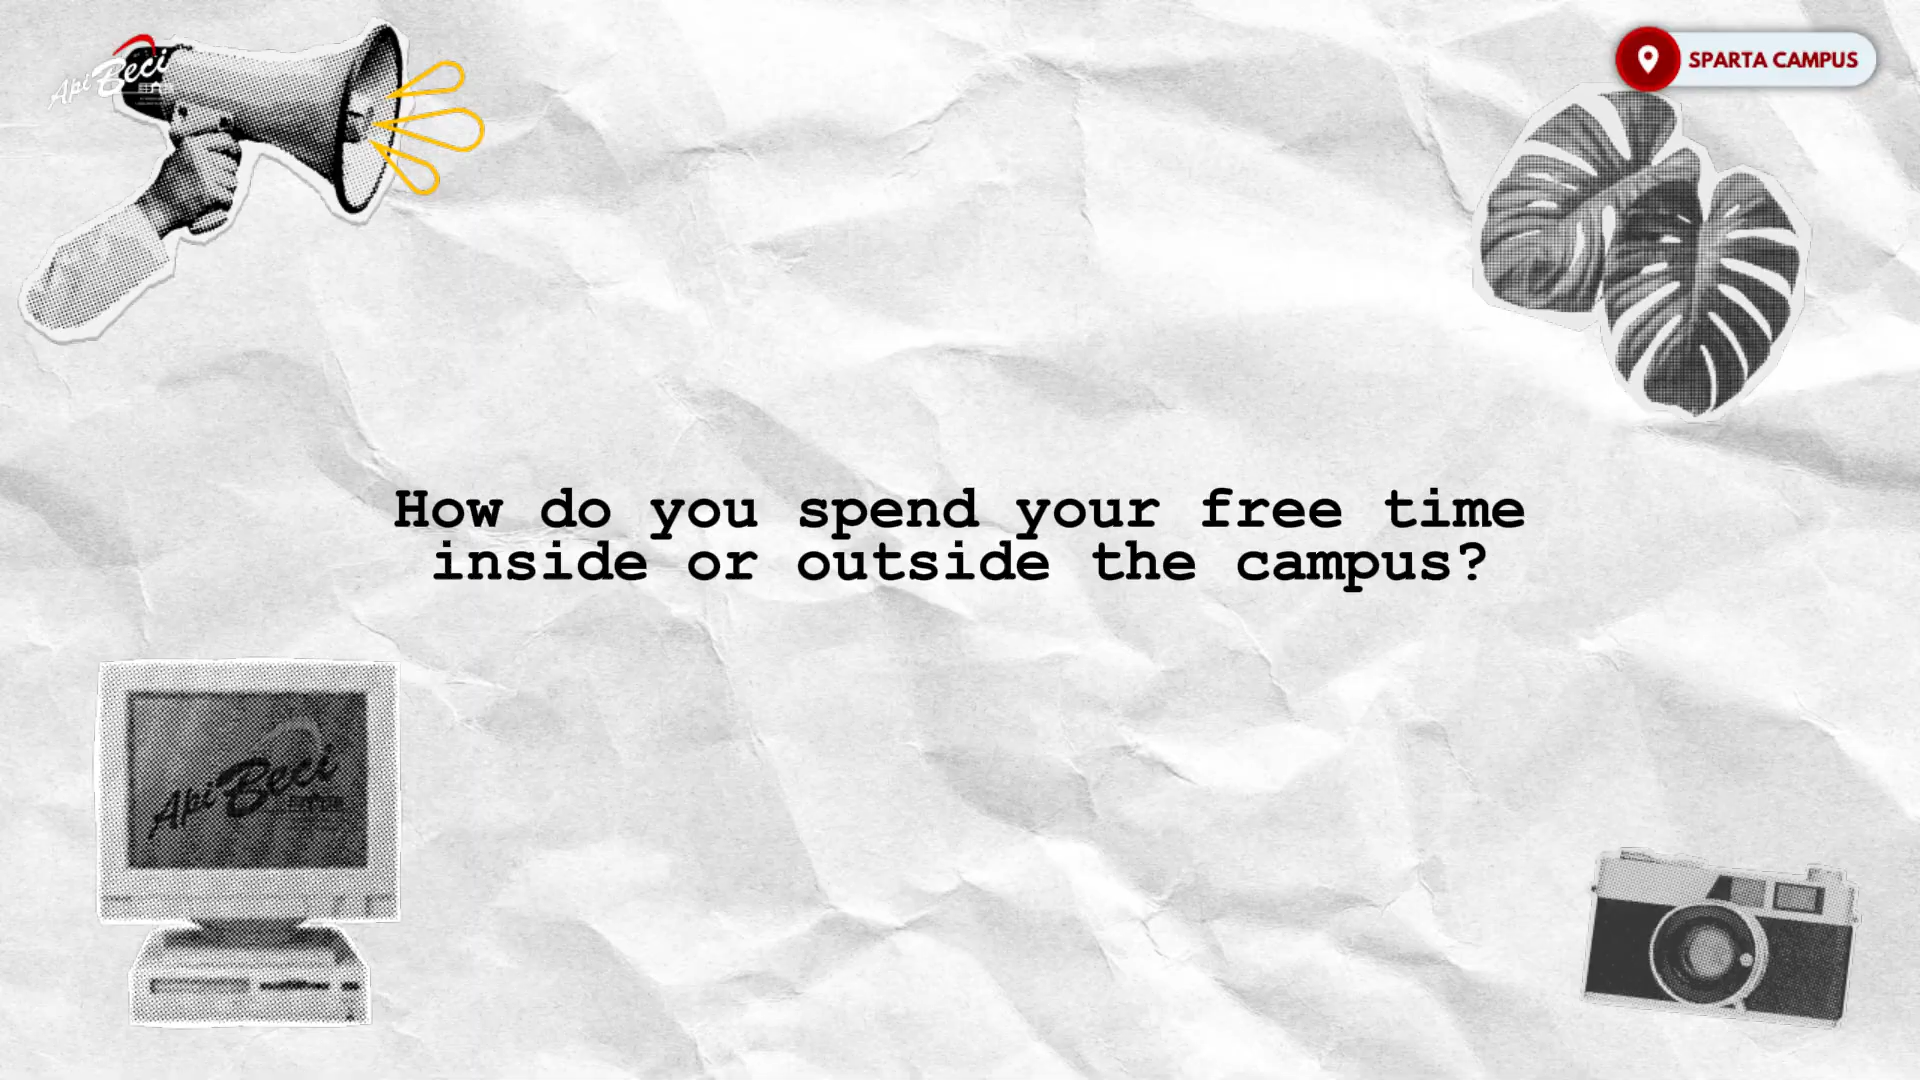 Api Beci
SPARTA CAMPUS
How do you spend your free time
inside or outside the campus?
Api Beci